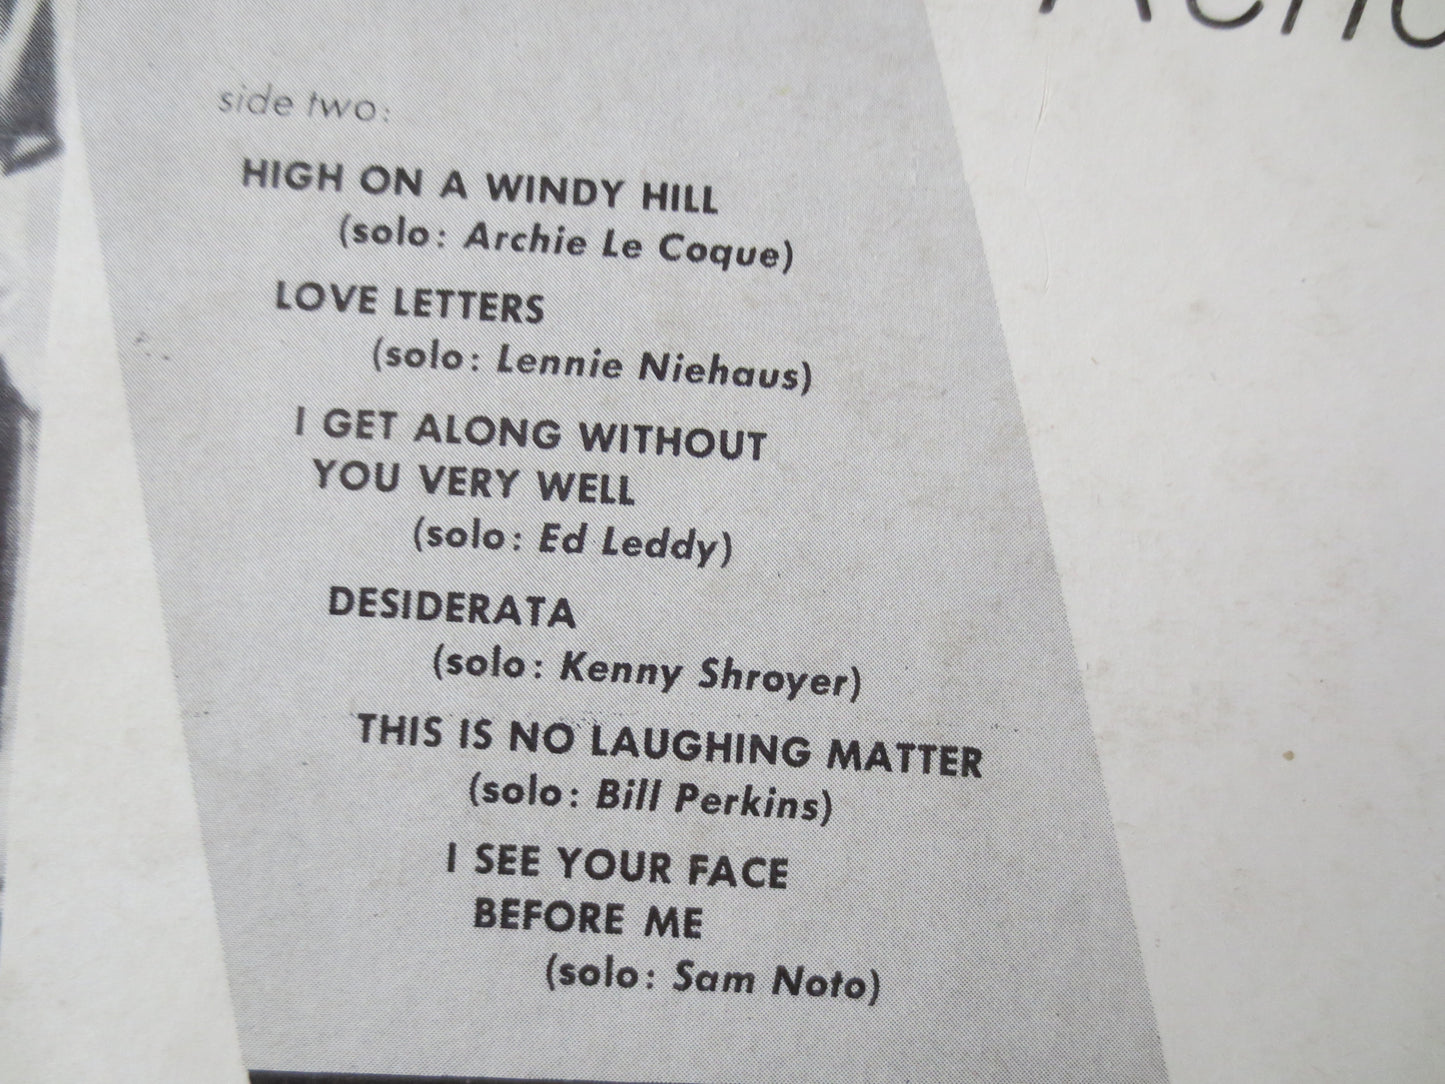 side two:
HIGH ON A WINDY HILL
(solo: Archie Le Coque)
LOVE LETTERS
(solo: Lennie Niehaus)
I GET ALONG WITHOUT
YOU VERY WELL
(solo: Ed Leddy)
DESIDERATA
(solo: Kenny Shroyer)
THIS IS NO LAUGHING MATTER
(solo: Bill Perkins)
I SEE YOUR FACE
BEFORE ME
(solo: Sam Noto)